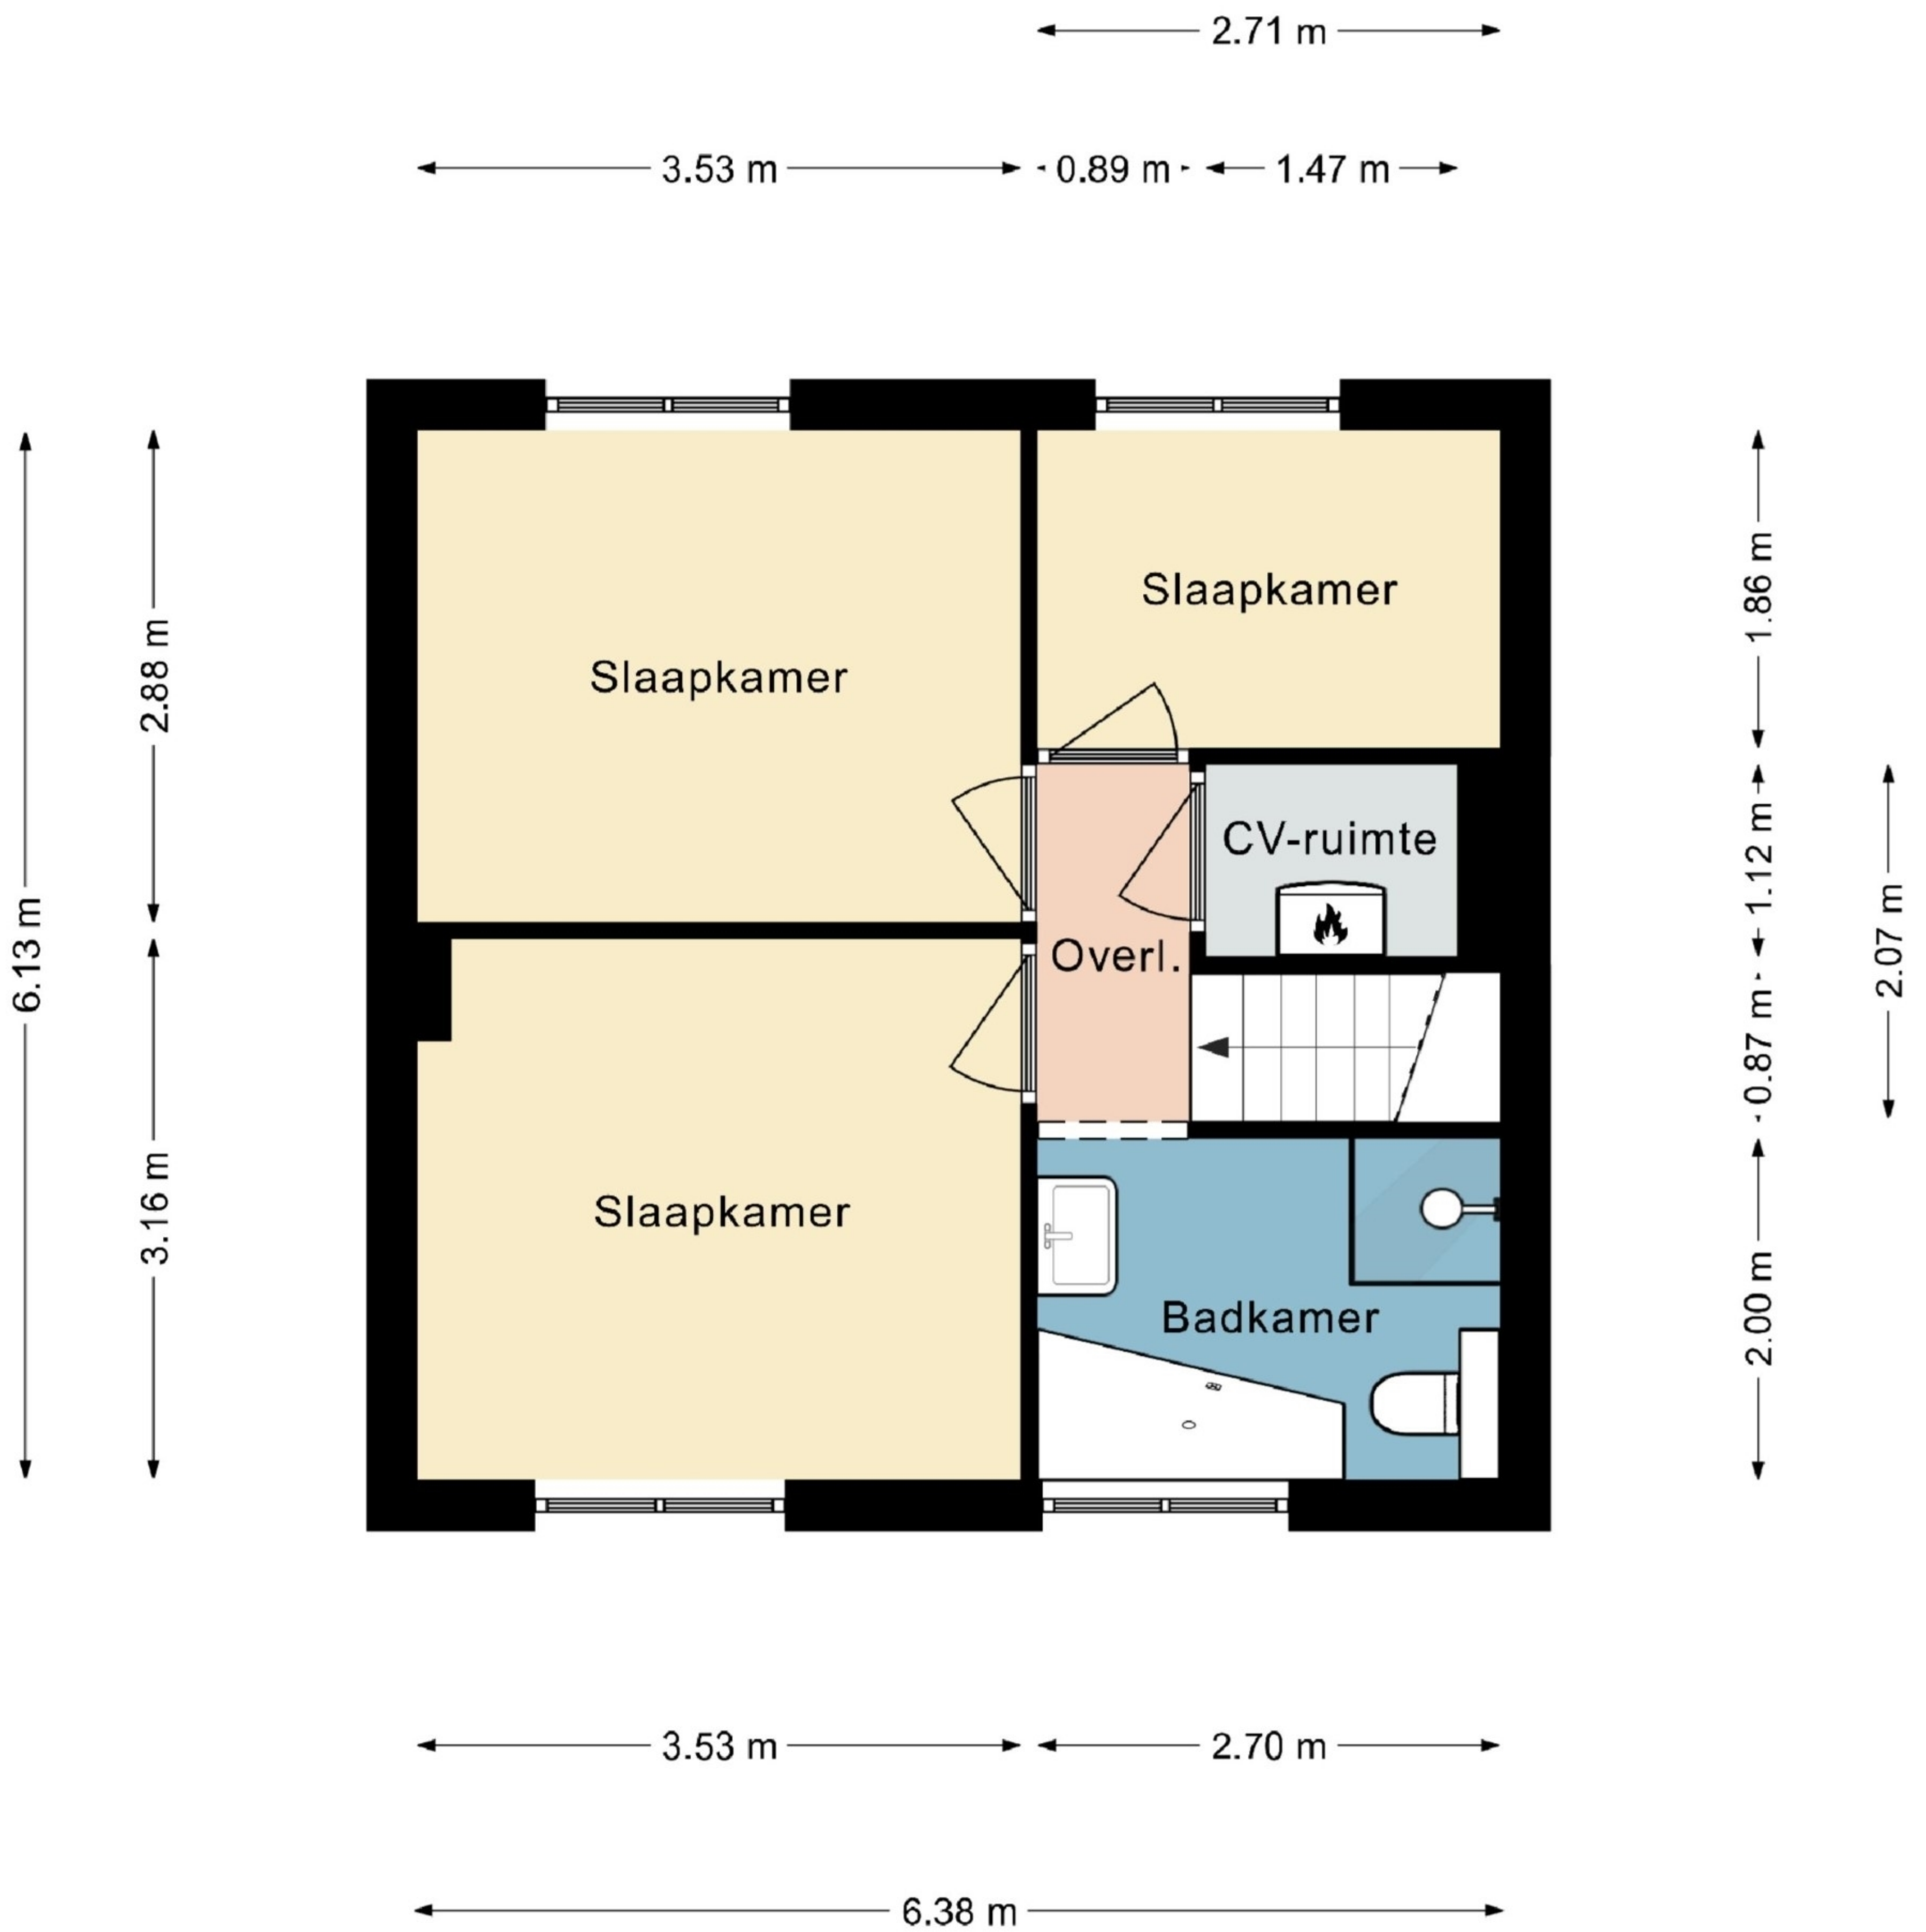 2.71 m
3.53 m
0.89 m
1.47 m
Slaapkamer
Slaapkamer
CV-ruimte
Overl.
Slaapkamer
Badkamer
6.13 m
2.88 m
3.16 m
1.86 m
1.12 m
0.87 m
2.00 m
2.07 m
3.53 m
2.70 m
6.38 m